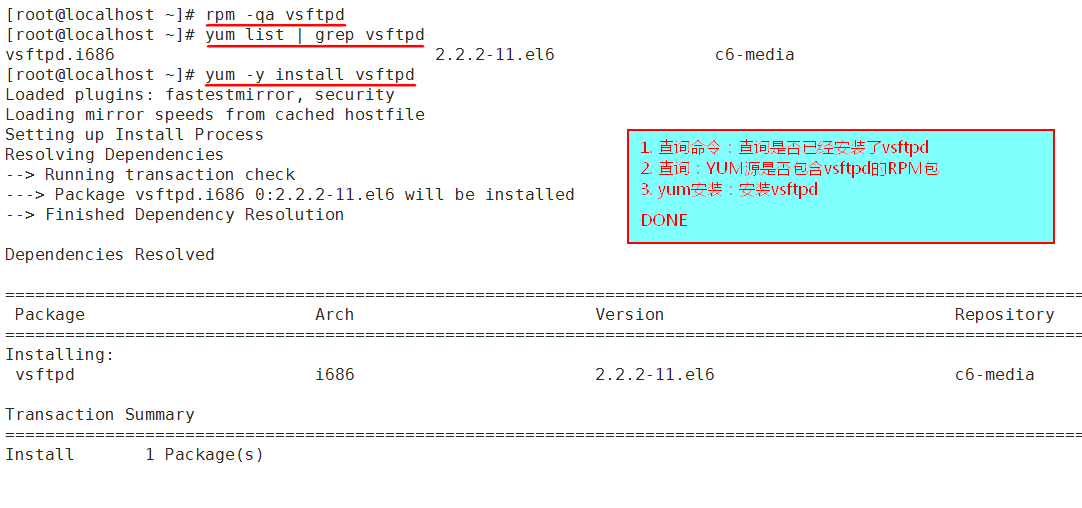 [root@localhost ~]# rpm -qa vsftpd
[root@localhost ~]# yum list | grep vsftpd
vsftpd.i686                                2.2.2-11.el6                c6-media
[root@localhost ~]# yum -y install vsftpd
Loaded plugins: fastestmirror, security
Loading mirror speeds from cached hostfile
Setting up Install Process
Resolving Dependencies
--> Running transaction check
---> Package vsftpd.i686 0:2.2.2-11.el6 will be installed
--> Finished Dependency Resolution
1. 查询命令：查询是否已经安装了vsftpd
2. 查询：YUM源是否包含vsftpd的RPM包
3. yum安装：安装vsftpd
DONE
Dependencies Resolved
============================================================================================================
 Package                       Arch                        Version                             Repository
============================================================================================================
Installing:
 vsftpd                        i686                        2.2.2-11.el6                        c6-media
Transaction Summary
============================================================================================================
Install       1 Package(s)